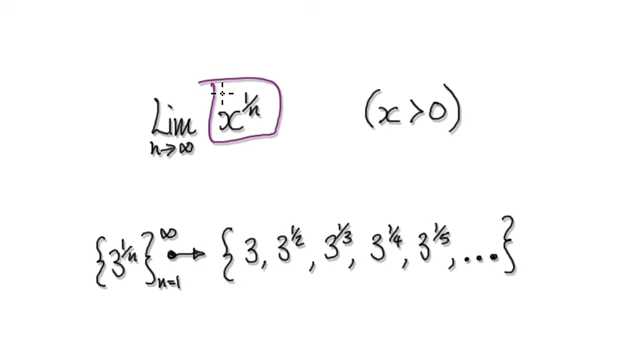 Lim n→∞ x^{1/n} (x > 0)
{3^{1/n}}_{n=1}^{∞} •→ {3, 3^{1/2}, 3^{1/3}, 3^{1/4}, 3^{1/5}, ...}